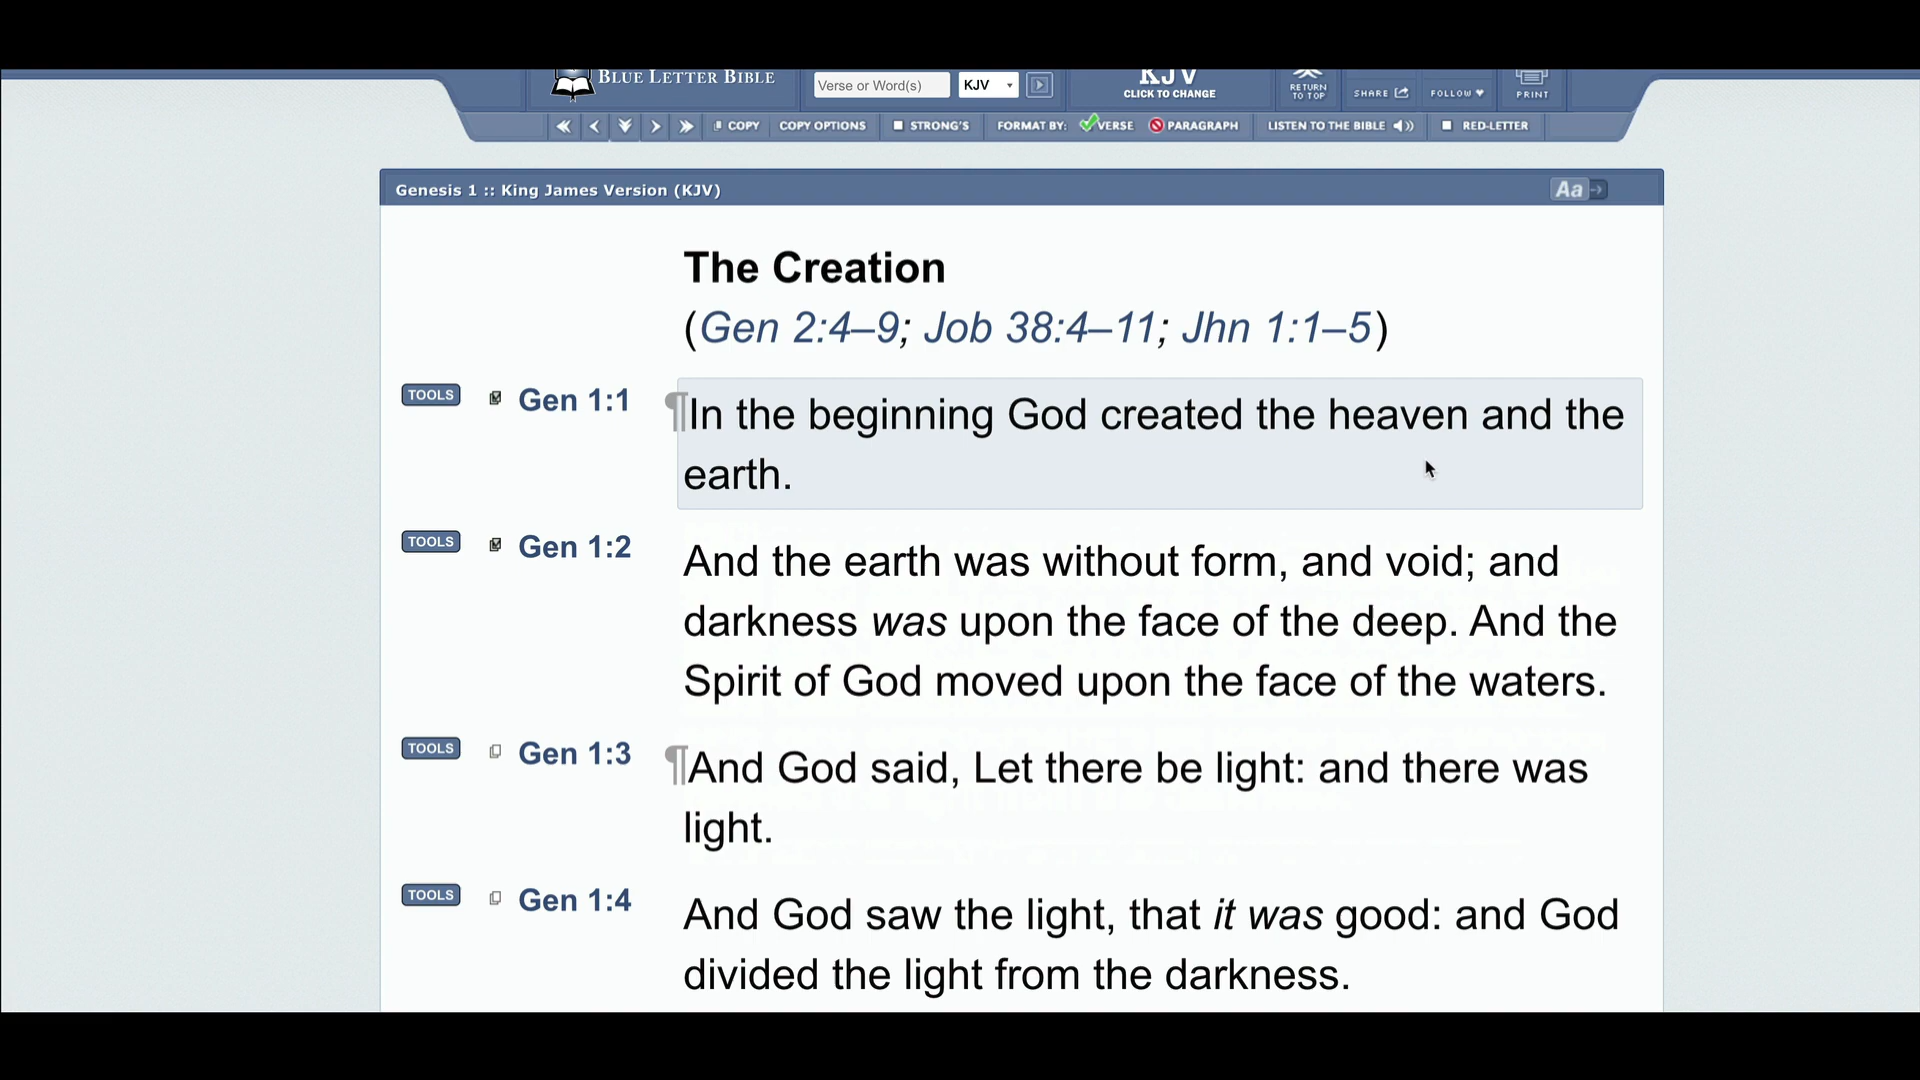 BLUE LETTER BIBLE
Verse or Word(s)
KJV
KJV
CLICK TO CHANGE
RETURN
TO TOP
SHARE
FOLLOW
PRINT
COPY
COPY OPTIONS
STRONG'S
FORMAT BY:
VERSE
PARAGRAPH
LISTEN TO THE BIBLE
RED-LETTER
Genesis 1 :: King James Version (KJV)
Aa
The Creation
(Gen 2:4–9; Job 38:4–11; Jhn 1:1–5)
TOOLS
Gen 1:1
¶In the beginning God created the heaven and the
earth.
TOOLS
Gen 1:2
And the earth was without form, and void; and
darkness was upon the face of the deep. And the
Spirit of God moved upon the face of the waters.
TOOLS
Gen 1:3
¶And God said, Let there be light: and there was
light.
TOOLS
Gen 1:4
And God saw the light, that it was good: and God
divided the light from the darkness.